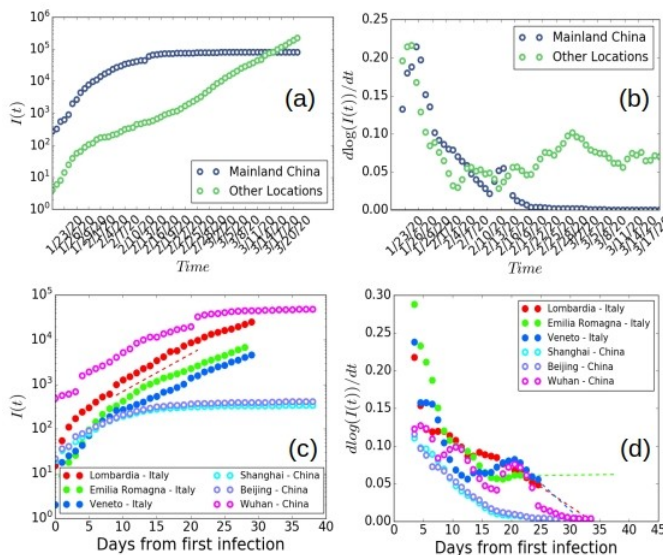 10^6
10^5
10^4
10^3
10^2
10^1
10^0
I(t)
(a)
Mainland China
Other Locations
1/23/20
Time
0.25
0.20
0.15
0.10
0.05
0.00
dlog(I(t))/dt
Mainland China
Other Locations
(b)
1/23/20
Time
10^5
10^4
10^3
10^2
10^1
10^0
I(t)
(c)
Lombardia - Italy
Emilia Romagna - Italy
Veneto - Italy
Shanghai - China
Beijing - China
Wuhan - China
0 5 10 15 20 25 30 35 40
Days from first infection
0.30
0.25
0.20
0.15
0.10
0.05
0.00
dlog(I(t))/dt
Lombardia - Italy
Emilia Romagna - Italy
Veneto - Italy
Shanghai - China
Beijing - China
Wuhan - China
(d)
0 5 10 15 20 25 30 35 40
Days from first infection